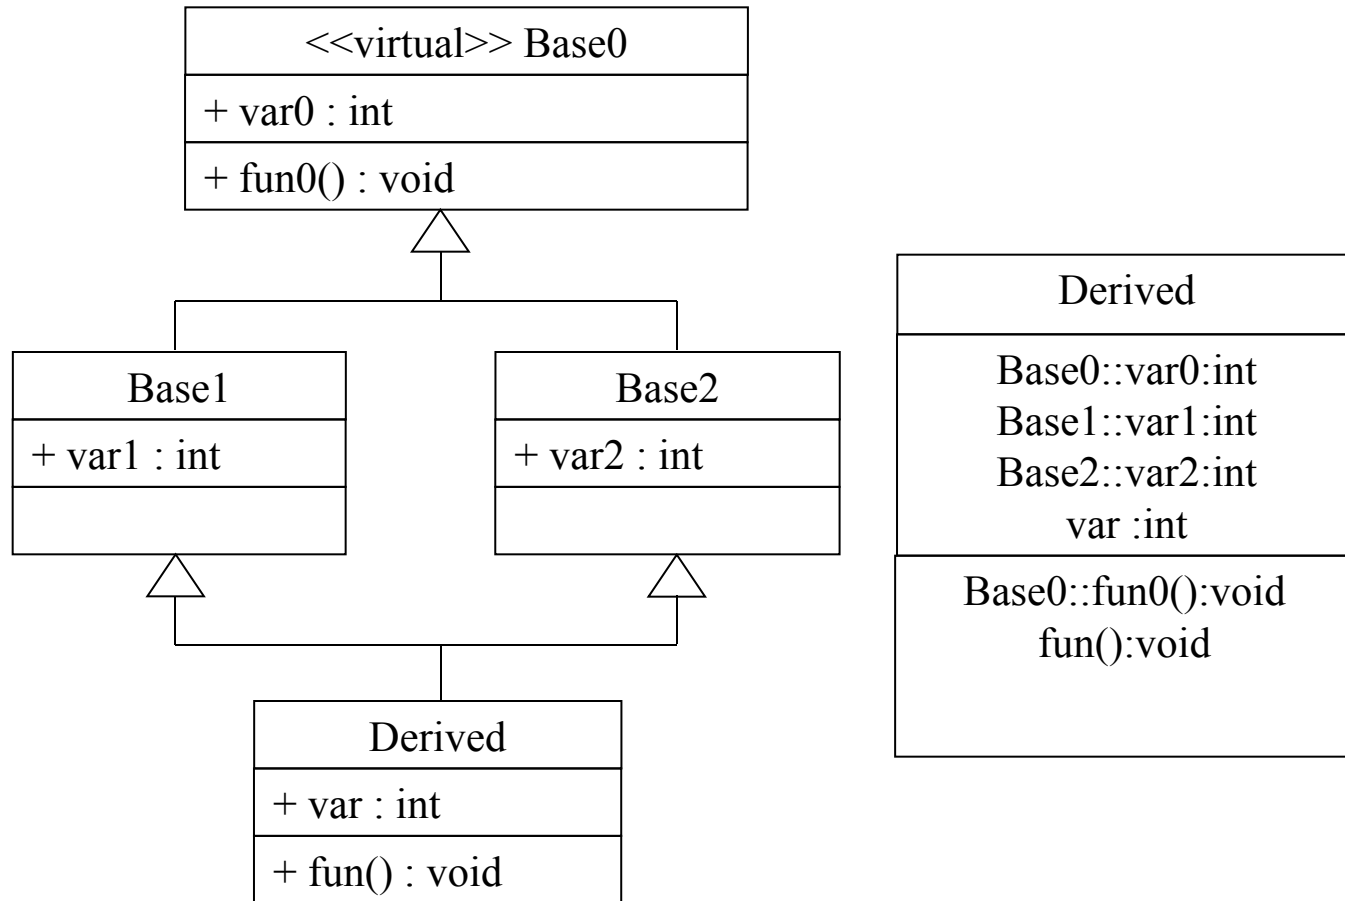 <<virtual>> Base0
+ var0 : int
+ fun0() : void
Base1
+ var1 : int
Base2
+ var2 : int
Derived
+ var : int
+ fun() : void
Derived
Base0::var0:int
Base1::var1:int
Base2::var2:int
var :int
Base0::fun0():void
fun():void